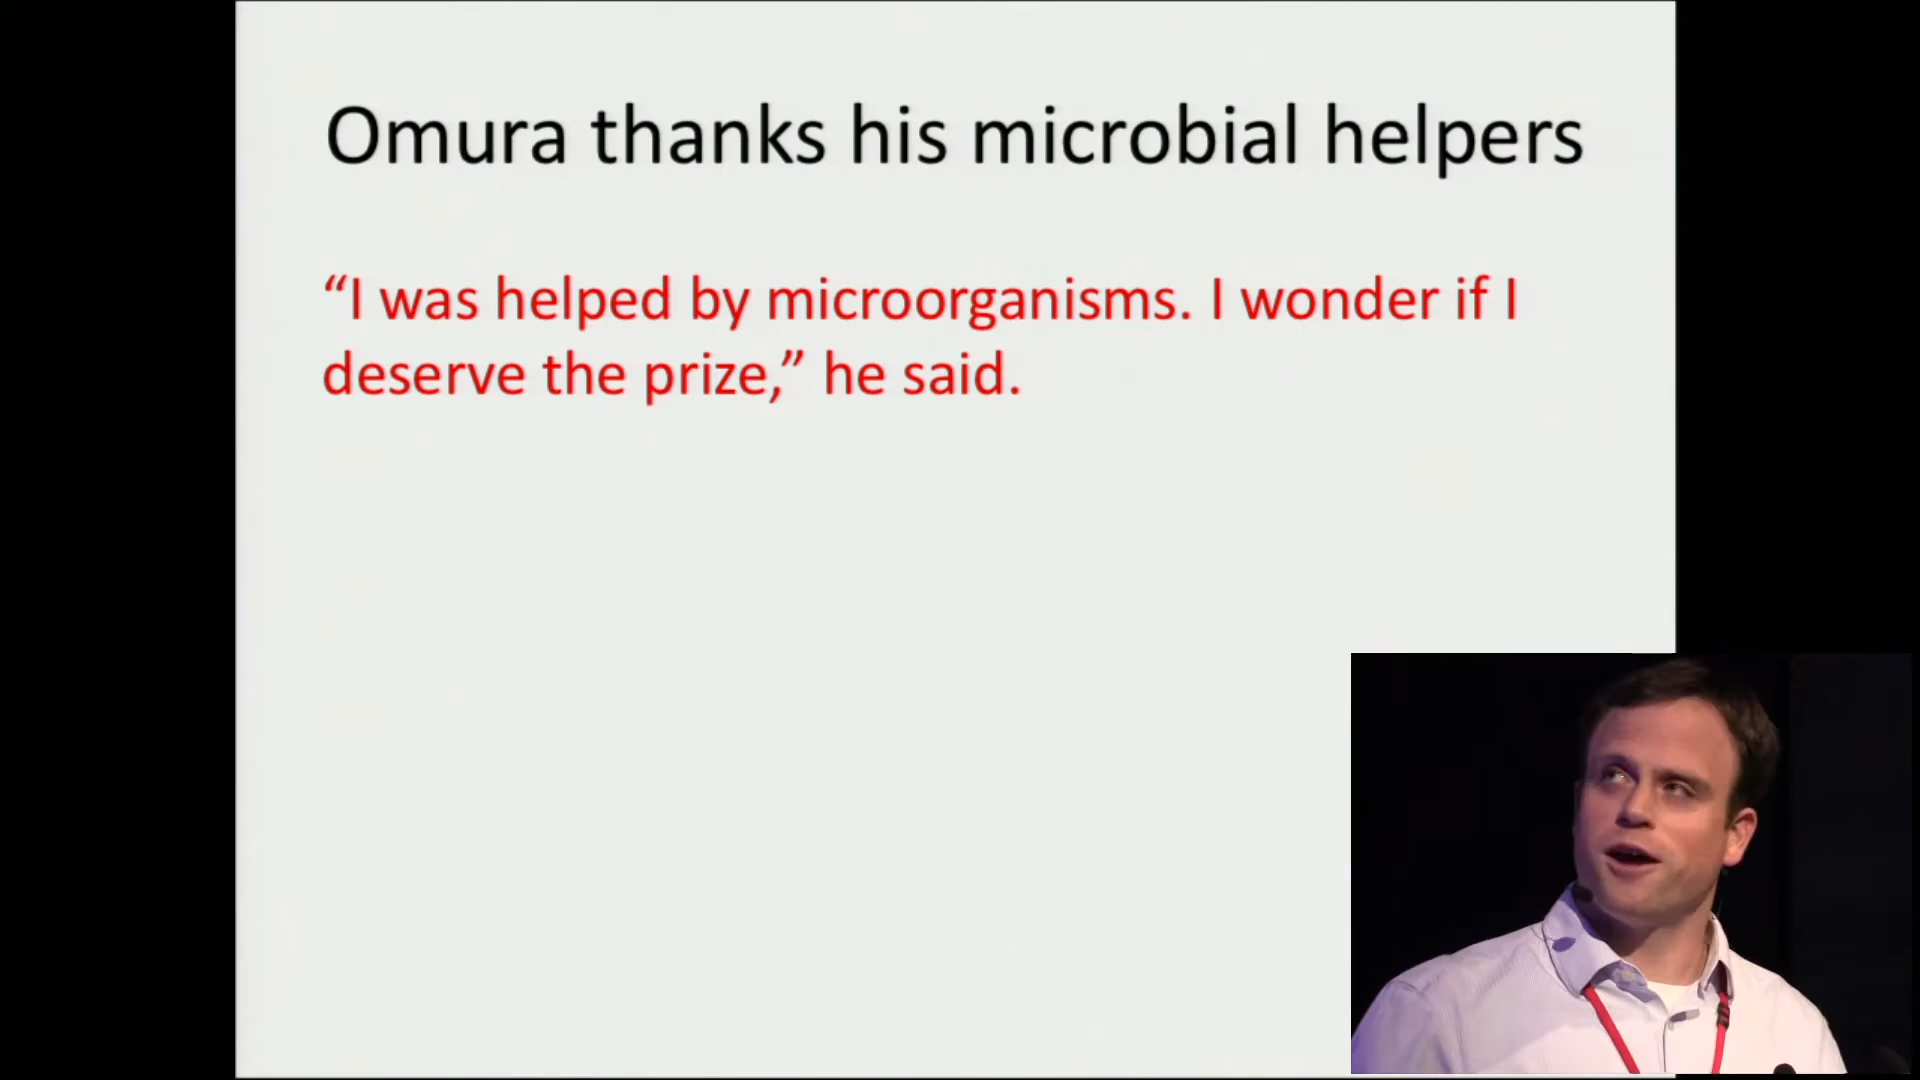 Omura thanks his microbial helpers
“I was helped by microorganisms. I wonder if I
deserve the prize,” he said.